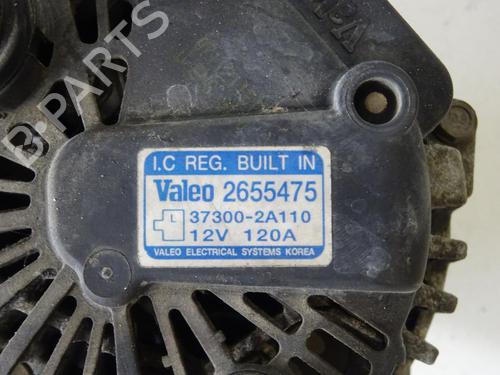 B-PARTS
I.C REG. BUILT IN
Valeo 2655475
37300-2A110
12V 120A
VALEO ELECTRICAL SYSTEMS KOREA